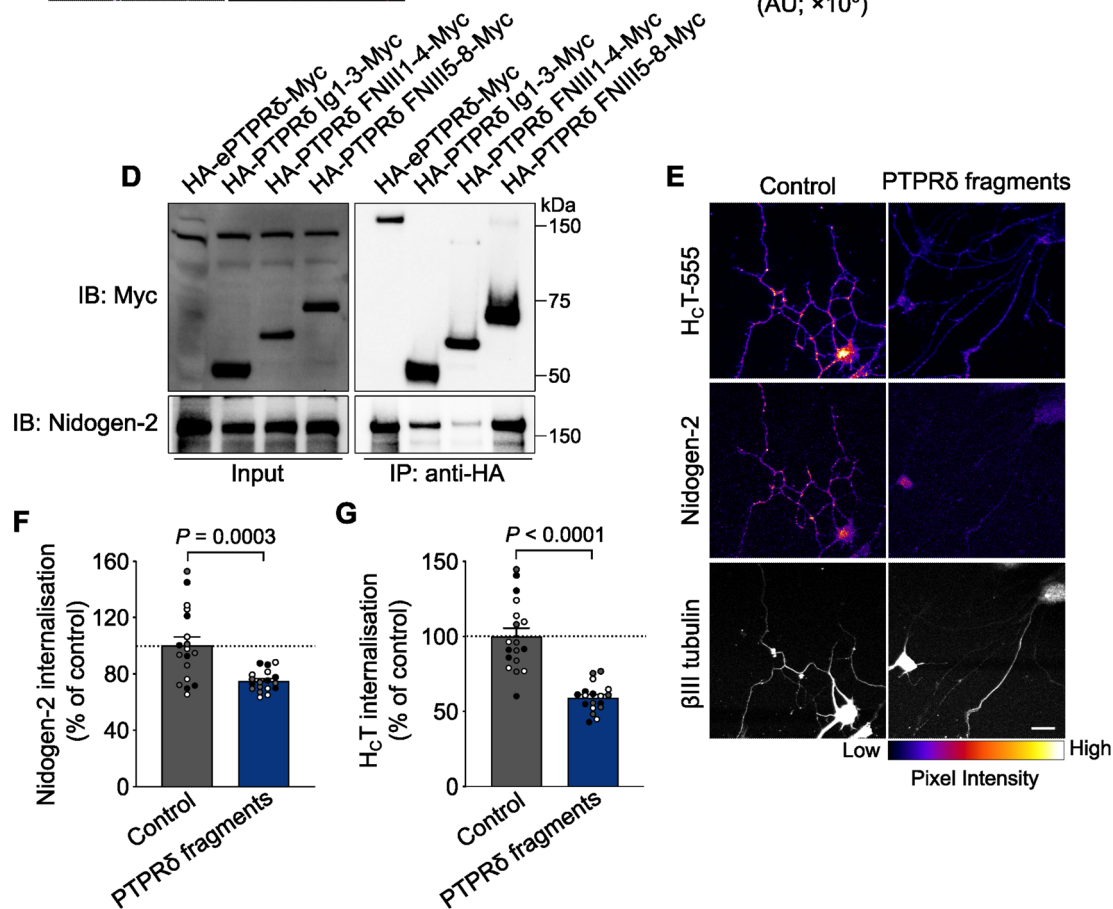 (AU; ×10⁶)
D
HA-ePTPRδ-Myc
HA-PTPRδ Ig1-3-Myc
HA-PTPRδ FNIII1-4-Myc
HA-PTPRδ FNIII5-8-Myc
HA-ePTPRδ-Myc
HA-PTPRδ Ig1-3-Myc
HA-PTPRδ FNIII1-4-Myc
HA-PTPRδ FNIII5-8-Myc
kDa
150
75
50
150
IB: Myc
IB: Nidogen-2
Input
IP: anti-HA
E
Control
PTPRδ fragments
HCT-555
Nidogen-2
βIII tubulin
Low
High
Pixel Intensity
F
P = 0.0003
Nidogen-2 internalisation
(% of control)
160
120
80
40
0
Control
PTPRδ fragments
G
P < 0.0001
HCT internalisation
(% of control)
150
100
50
0
Control
PTPRδ fragments